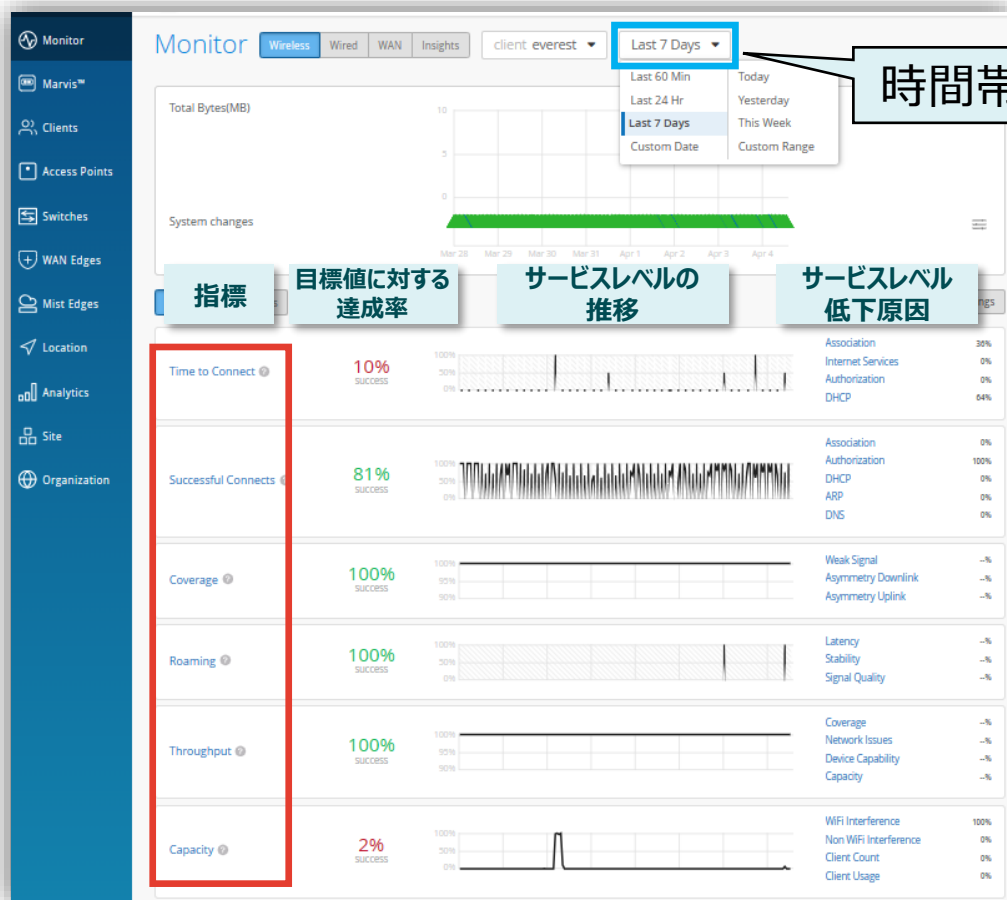 Monitor
Marvis™
Clients
Access Points
Switches
WAN Edges
Mist Edges
Location
Analytics
Site
Organization
Monitor
Wireless Wired WAN Insights
client everest
Last 7 Days
時間帯
Last 60 Min Today
Last 24 Hr Yesterday
Last 7 Days This Week
Custom Date Custom Range
Total Bytes(MB)
10
5
0
System changes
Mar 28 Mar 29 Mar 30 Mar 31 Apr 1 Apr 2 Apr 3 Apr 4
指標
目標値に対する
達成率
サービスレベルの
推移
サービスレベル
低下原因
s
ngs
Time to Connect
10%
success
100%
50%
0%
Association 36%
Internet Services 0%
Authorization 0%
DHCP 64%
Successful Connects
81%
success
100%
50%
0%
Association 0%
Authorization 100%
DHCP 0%
ARP 0%
DNS 0%
Coverage
100%
success
100%
95%
90%
Weak Signal --%
Asymmetry Downlink --%
Asymmetry Uplink --%
Roaming
100%
success
100%
50%
0%
Latency --%
Stability --%
Signal Quality --%
Throughput
100%
success
100%
95%
90%
Coverage --%
Network Issues --%
Device Capability --%
Capacity --%
Capacity
2%
success
100%
50%
0%
WiFi Interference 100%
Non WiFi Interference 0%
Client Count 0%
Client Usage 0%